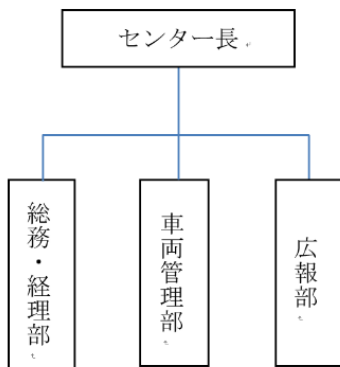 センター長
総務・経理部
車両管理部
広報部